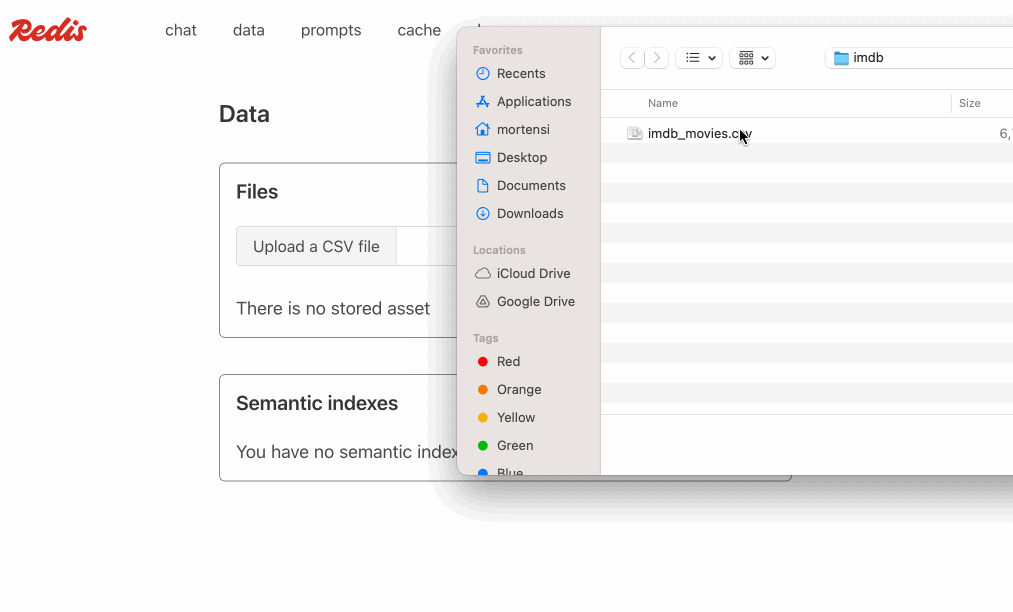 Redis
chat
data
prompts
cache
Data
Files
Upload a CSV file
There is no stored asset
Semantic indexes
You have no semantic index
Favorites
Recents
Applications
mortensi
Desktop
Documents
Downloads
Locations
iCloud Drive
Google Drive
Tags
Red
Orange
Yellow
Green
Blue
imdb
Name
Size
imdb_movies.csv
6,